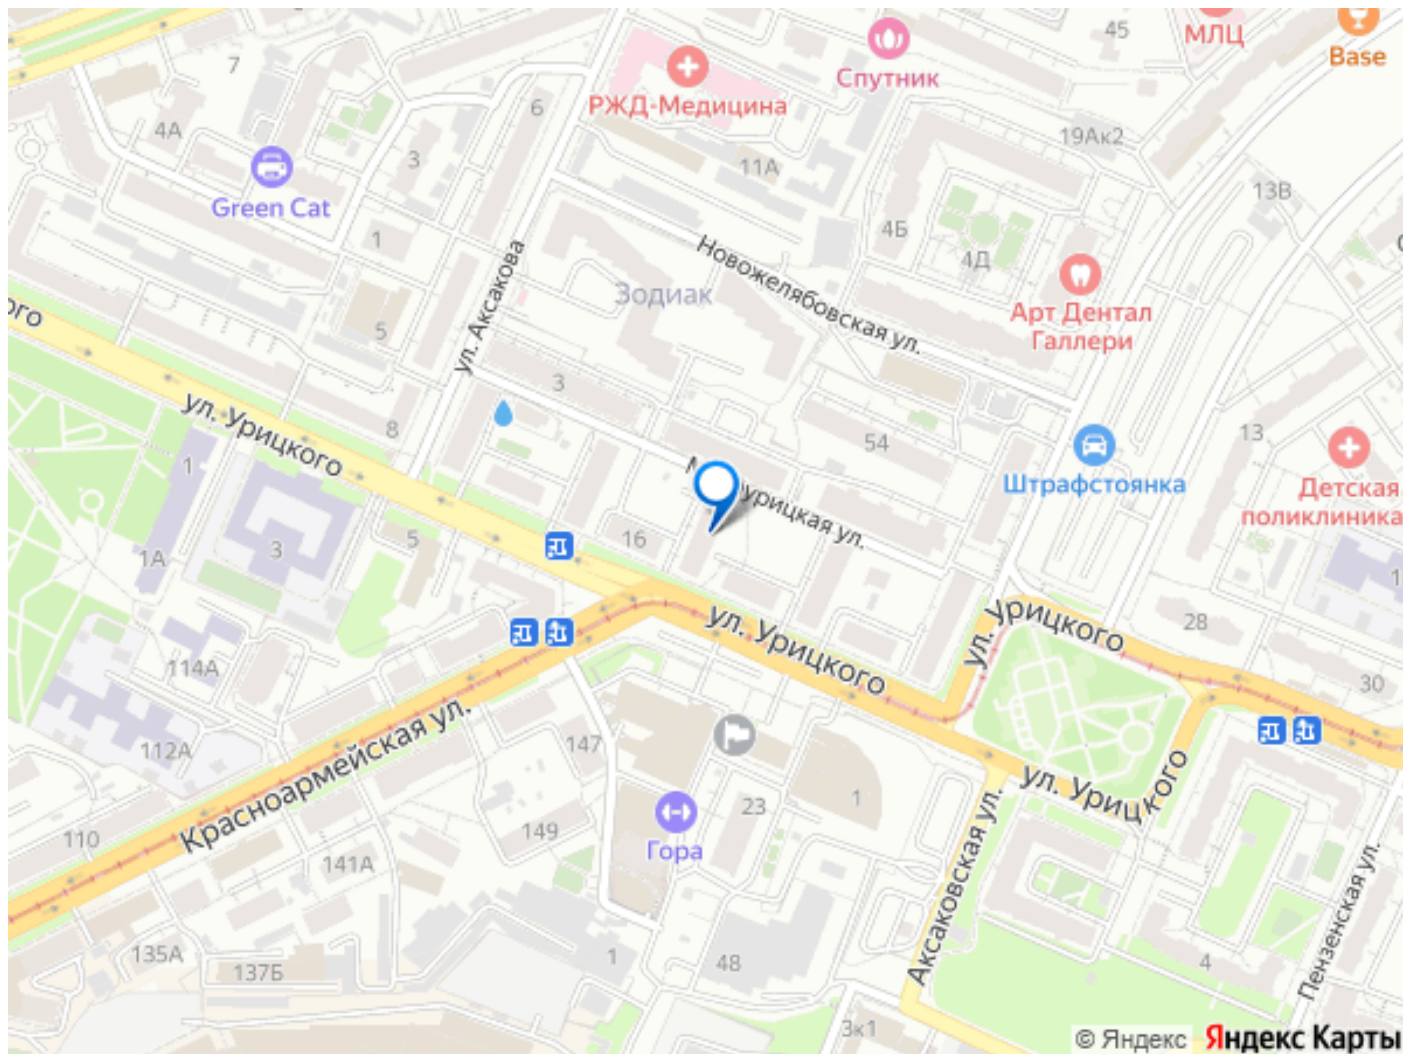 45
МЛЦ
Base
7
Спутник
РЖД-Медицина
6
4А
19Ак2
3
11А
13В
Green Cat
4Б
1
Новожелябовская ул.
4Д
ул. Аксакова
Зодиак
Арт Дентал
Галлери
5
3
ул. Урицкого
8
54
13
1
Штрафстоянка
Детская
поликлиника
16
5
3
1А
1
ул. Урицкого
ул. Урицкого
28
114А
30
112А
Красноармейская ул.
147
ул. Урицкого
23
1
149
110
Гора
141А
Аксаковская ул.
Пензенская ул.
135А
137Б
1
48
4
3к1
© Яндекс Яндекс Карты